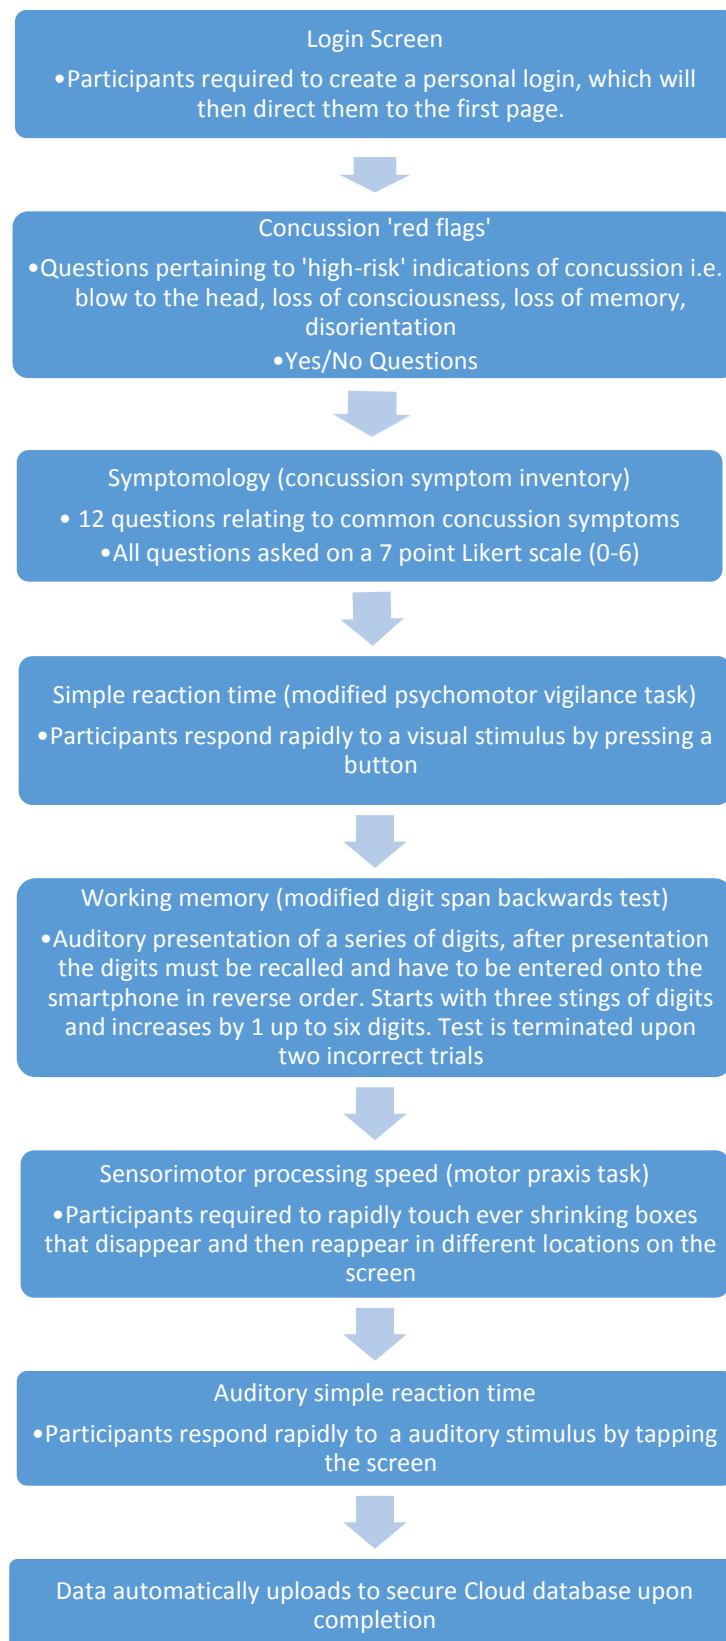 Login Screen
•Participants required to create a personal login, which will
then direct them to the first page.
Concussion 'red flags'
•Questions pertaining to 'high-risk' indications of concussion i.e.
blow to the head, loss of consciousness, loss of memory,
disorientation
•Yes/No Questions
Symptomology (concussion symptom inventory)
• 12 questions relating to common concussion symptoms
•All questions asked on a 7 point Likert scale (0-6)
Simple reaction time (modified psychomotor vigilance task)
•Participants respond rapidly to a visual stimulus by pressing a
button
Working memory (modified digit span backwards test)
•Auditory presentation of a series of digits, after presentation
the digits must be recalled and have to be entered onto the
smartphone in reverse order. Starts with three stings of digits
and increases by 1 up to six digits. Test is terminated upon
two incorrect trials
Sensorimotor processing speed (motor praxis task)
•Participants required to rapidly touch ever shrinking boxes
that disappear and then reappear in different locations on the
screen
Auditory simple reaction time
•Participants respond rapidly to  a auditory stimulus by tapping
the screen
Data automatically uploads to secure Cloud database upon
completion